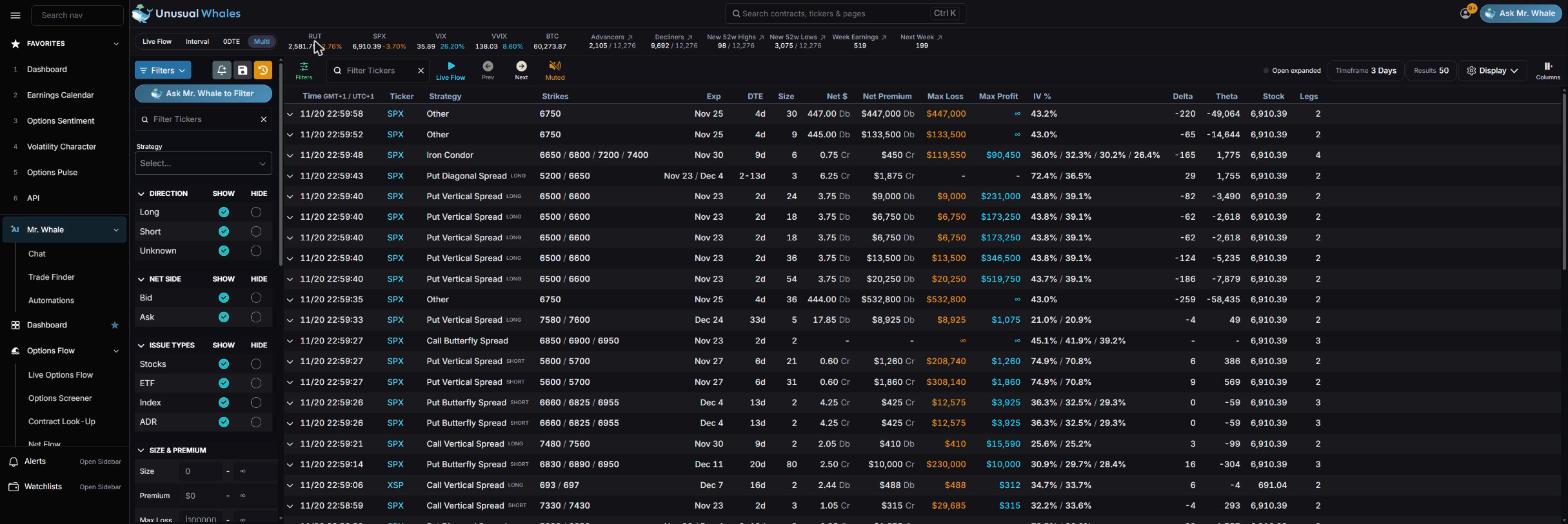 Search nav
Unusual Whales
Search contracts, tickers & pages Ctrl K
9+
Ask Mr. Whale
FAVORITES
1 Dashboard
2 Earnings Calendar
3 Options Sentiment
4 Volatility Character
5 Options Pulse
6 API
AI Mr. Whale
Chat
Trade Finder
Automations
Dashboard
Options Flow
Live Options Flow
Options Screener
Contract Look-Up
Net Flow
Alerts Open Sidebar
Watchlists Open Sidebar
Live Flow Interval 0DTE Multi
RUT SPX VIX VVIX BTC
6,910.39 -3.70% 35.89 26.20% 138.03 8.60% 60,273.87
Advancers Decliners New 52w Highs New 52w Lows Week Earnings Next Week
2,105 / 12,276 9,692 / 12,276 98 / 12,276 3,075 / 12,276 519 199
Filters
Ask Mr. Whale to Filter
Filter Tickers
Strategy
Select...
DIRECTION SHOW HIDE
Long
Short
Unknown
NET SIDE SHOW HIDE
Bid
Ask
ISSUE TYPES SHOW HIDE
Stocks
ETF
Index
ADR
SIZE & PREMIUM
Size 0 - ∞
Premium $0 - ∞
Max Loss - ∞
Filters Filter Tickers Live Flow Prev Next Muted
Open expanded Timeframe 3 Days Results 50 Display Columns
Time GMT+1 / UTC+1 Ticker Strategy Strikes Exp DTE Size Net $ Net Premium Max Loss Max Profit IV % Delta Theta Stock Legs
11/20 22:59:58 SPX Other 6750 Nov 25 4d 30 447.00 Db $447,000 Db $447,000 ∞ 43.2% -220 -49,064 6,910.39 2
11/20 22:59:52 SPX Other 6750 Nov 25 4d 9 445.00 Db $133,500 Db $133,500 ∞ 43.0% -65 -14,644 6,910.39 2
11/20 22:59:48 SPX Iron Condor 6650 / 6800 / 7200 / 7400 Nov 30 9d 6 0.75 Cr $450 Cr $119,550 $90,450 36.0% / 32.3% / 30.2% / 26.4% -165 1,775 6,910.39 4
11/20 22:59:43 SPX Put Diagonal Spread LONG 5200 / 6650 Nov 23 / Dec 4 2-13d 3 6.25 Cr $1,875 Cr - - 72.4% / 36.5% 29 1,755 6,910.39 2
11/20 22:59:40 SPX Put Vertical Spread LONG 6500 / 6600 Nov 23 2d 24 3.75 Db $9,000 Db $9,000 $231,000 43.8% / 39.1% -82 -3,490 6,910.39 2
11/20 22:59:40 SPX Put Vertical Spread LONG 6500 / 6600 Nov 23 2d 18 3.75 Db $6,750 Db $6,750 $173,250 43.8% / 39.1% -62 -2,618 6,910.39 2
11/20 22:59:40 SPX Put Vertical Spread LONG 6500 / 6600 Nov 23 2d 18 3.75 Db $6,750 Db $6,750 $173,250 43.8% / 39.1% -62 -2,618 6,910.39 2
11/20 22:59:40 SPX Put Vertical Spread LONG 6500 / 6600 Nov 23 2d 36 3.75 Db $13,500 Db $13,500 $346,500 43.8% / 39.1% -124 -5,235 6,910.39 2
11/20 22:59:40 SPX Put Vertical Spread LONG 6500 / 6600 Nov 23 2d 54 3.75 Db $20,250 Db $20,250 $519,750 43.7% / 39.1% -186 -7,879 6,910.39 2
11/20 22:59:35 SPX Other 6750 Nov 25 4d 36 444.00 Db $532,800 Db $532,800 ∞ 43.0% -259 -58,435 6,910.39 2
11/20 22:59:33 SPX Put Vertical Spread LONG 7580 / 7600 Dec 24 33d 5 17.85 Db $8,925 Db $8,925 $1,075 21.0% / 20.9% -4 49 6,910.39 2
11/20 22:59:27 SPX Call Butterfly Spread 6850 / 6900 / 6950 Nov 23 2d 2 - - ∞ ∞ 45.1% / 41.9% / 39.2% - - 6,910.39 3
11/20 22:59:27 SPX Put Vertical Spread SHORT 5600 / 5700 Nov 27 6d 21 0.60 Cr $1,260 Cr $208,740 $1,260 74.9% / 70.8% 6 386 6,910.39 2
11/20 22:59:27 SPX Put Vertical Spread SHORT 5600 / 5700 Nov 27 6d 31 0.60 Cr $1,860 Cr $308,140 $1,860 74.9% / 70.8% 9 569 6,910.39 2
11/20 22:59:26 SPX Put Butterfly Spread SHORT 6660 / 6825 / 6955 Dec 4 13d 2 4.25 Cr $425 Cr $12,575 $3,925 36.3% / 32.5% / 29.3% 0 -59 6,910.39 3
11/20 22:59:26 SPX Put Butterfly Spread SHORT 6660 / 6825 / 6955 Dec 4 13d 2 4.25 Cr $425 Cr $12,575 $3,925 36.3% / 32.5% / 29.3% 0 -59 6,910.39 3
11/20 22:59:21 SPX Call Vertical Spread LONG 7480 / 7560 Nov 30 9d 2 2.05 Db $410 Db $410 $15,590 25.6% / 25.2% 3 -99 6,910.39 2
11/20 22:59:14 SPX Put Butterfly Spread SHORT 6830 / 6890 / 6950 Dec 11 20d 80 2.50 Cr $10,000 Cr $230,000 $10,000 30.9% / 29.7% / 28.4% 16 -304 6,910.39 3
11/20 22:59:06 XSP Call Vertical Spread LONG 693 / 697 Dec 7 16d 2 2.44 Db $488 Db $488 $312 34.7% / 33.7% 6 -4 691.04 2
11/20 22:58:59 SPX Call Vertical Spread SHORT 7330 / 7430 Nov 23 2d 3 1.05 Cr $315 Cr $29,685 $315 32.2% / 33.6% -4 293 6,910.39 2